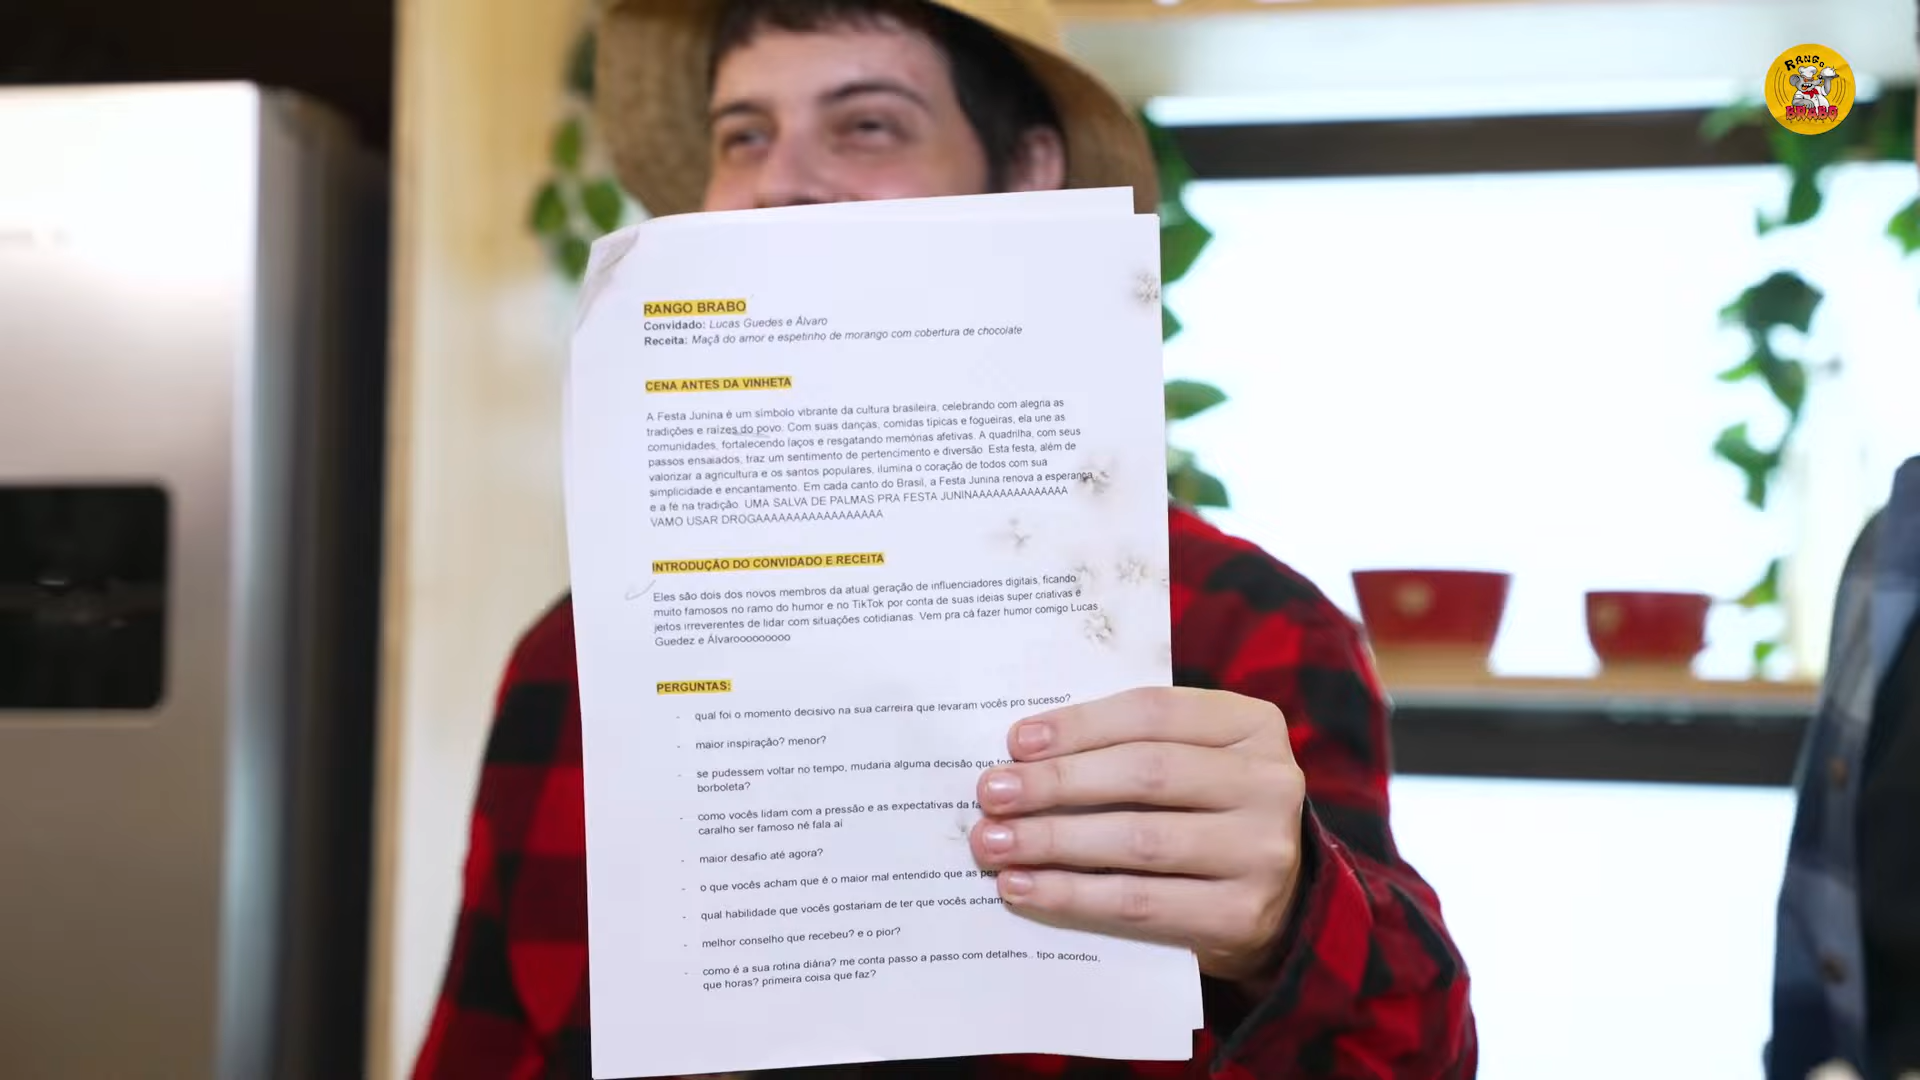 RANGO
BRABO
RANGO BRABO
Convidado: Lucas Guedes e Álvaro
Receita: Maçã do amor e espetinho de morango com cobertura de chocolate
CENA ANTES DA VINHETA
A Festa Junina é um símbolo vibrante da cultura brasileira, celebrando com alegria as
tradições e raízes do povo. Com suas danças, comidas típicas e fogueiras, ela une as
comunidades, fortalecendo laços e resgatando memórias afetivas. A quadrilha, com seus
passos ensaiados, traz um sentimento de pertencimento e diversão. Esta festa, além de
valorizar a agricultura e os santos populares, ilumina o coração de todos com sua
simplicidade e encantamento. Em cada canto do Brasil, a Festa Junina renova a esperança
e a fé na tradição. UMA SALVA DE PALMAS PRA FESTA JUNINAAAAAAAAAAAAAA
VAMO USAR DROGAAAAAAAAAAAAAAAAA
INTRODUÇÃO DO CONVIDADO E RECEITA
Eles são dois dos novos membros da atual geração de influenciadores digitais, ficando
muito famosos no ramo do humor e no TikTok por conta de suas ideias super criativas e
jeitos irreverentes de lidar com situações cotidianas. Vem pra cá fazer humor comigo Lucas
Guedez e Álvaroooooooo
PERGUNTAS:
- qual foi o momento decisivo na sua carreira que levaram vocês pro sucesso?
- maior inspiração? menor?
- se pudessem voltar no tempo, mudaria alguma decisão que
borboleta?
- como vocês lidam com a pressão e as expectativas da
caralho ser famoso né fala aí
- maior desafio até agora?
- o que vocês acham que é o maior mal entendido que as
- qual habilidade que vocês gostariam de ter que vocês acham
- melhor conselho que recebeu? e o pior?
- como é a sua rotina diária? me conta passo a passo com detalhes.. tipo acordou,
que horas? primeira coisa que faz?